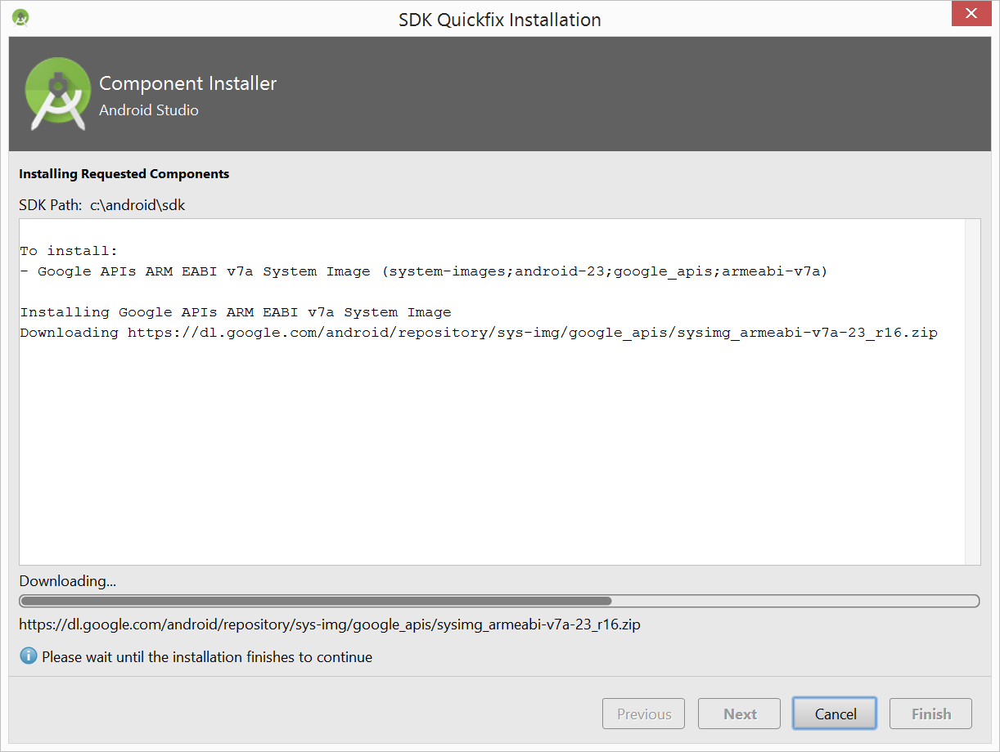 SDK Quickfix Installation
Component Installer
Android Studio
Installing Requested Components
SDK Path: c:\android\sdk
To install:
- Google APIs ARM EABI v7a System Image (system-images;android-23;google_apis;armeabi-v7a)
Installing Google APIs ARM EABI v7a System Image
Downloading https://dl.google.com/android/repository/sys-img/google_apis/sysimg_armeabi-v7a-23_r16.zip
Downloading...
https://dl.google.com/android/repository/sys-img/google_apis/sysimg_armeabi-v7a-23_r16.zip
Please wait until the installation finishes to continue
Previous Next Cancel Finish